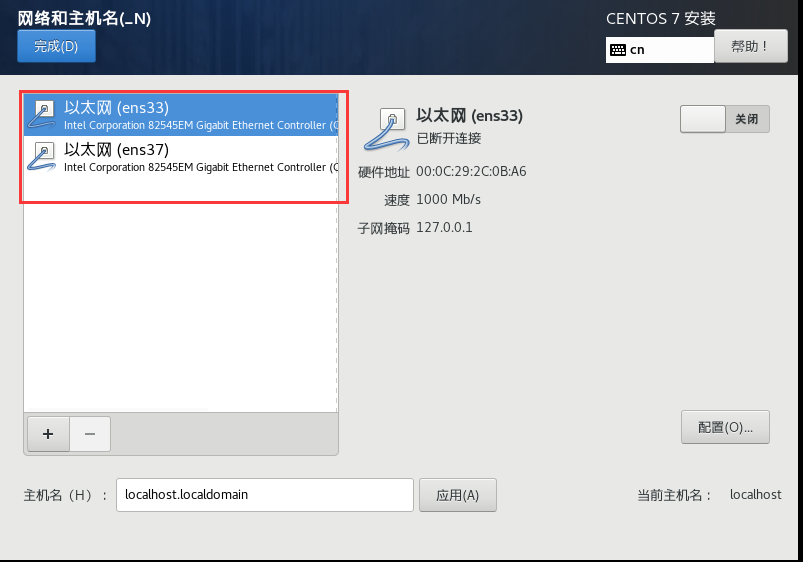 网络和主机名(_N)
CENTOS 7 安装
完成(D)
cn
帮助！
以太网 (ens33)
Intel Corporation 82545EM Gigabit Ethernet Controller (C
以太网 (ens37)
Intel Corporation 82545EM Gigabit Ethernet Controller (C
以太网 (ens33)
已断开连接
关闭
硬件地址 00:0C:29:2C:0B:A6
速度 1000 Mb/s
子网掩码 127.0.0.1
+
−
配置(O)...
主机名（H）： localhost.localdomain
应用(A)
当前主机名： localhost